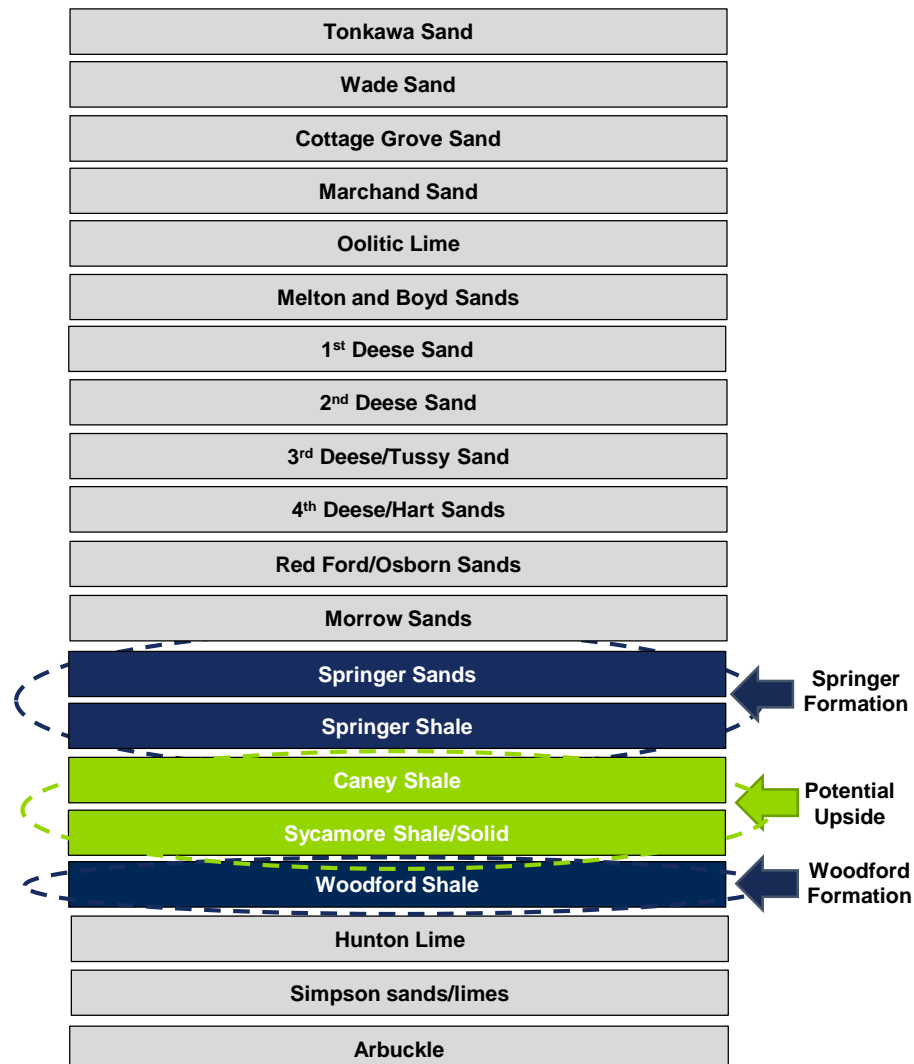 Tonkawa Sand
Wade Sand
Cottage Grove Sand
Marchand Sand
Oolitic Lime
Melton and Boyd Sands
1st Deese Sand
2nd Deese Sand
3rd Deese/Tussy Sand
4th Deese/Hart Sands
Red Ford/Osborn Sands
Morrow Sands
Springer Sands
Springer
Formation
Springer Shale
Caney Shale
Potential
Upside
Sycamore Shale/Solid
Woodford Shale
Woodford
Formation
Hunton Lime
Simpson sands/limes
Arbuckle